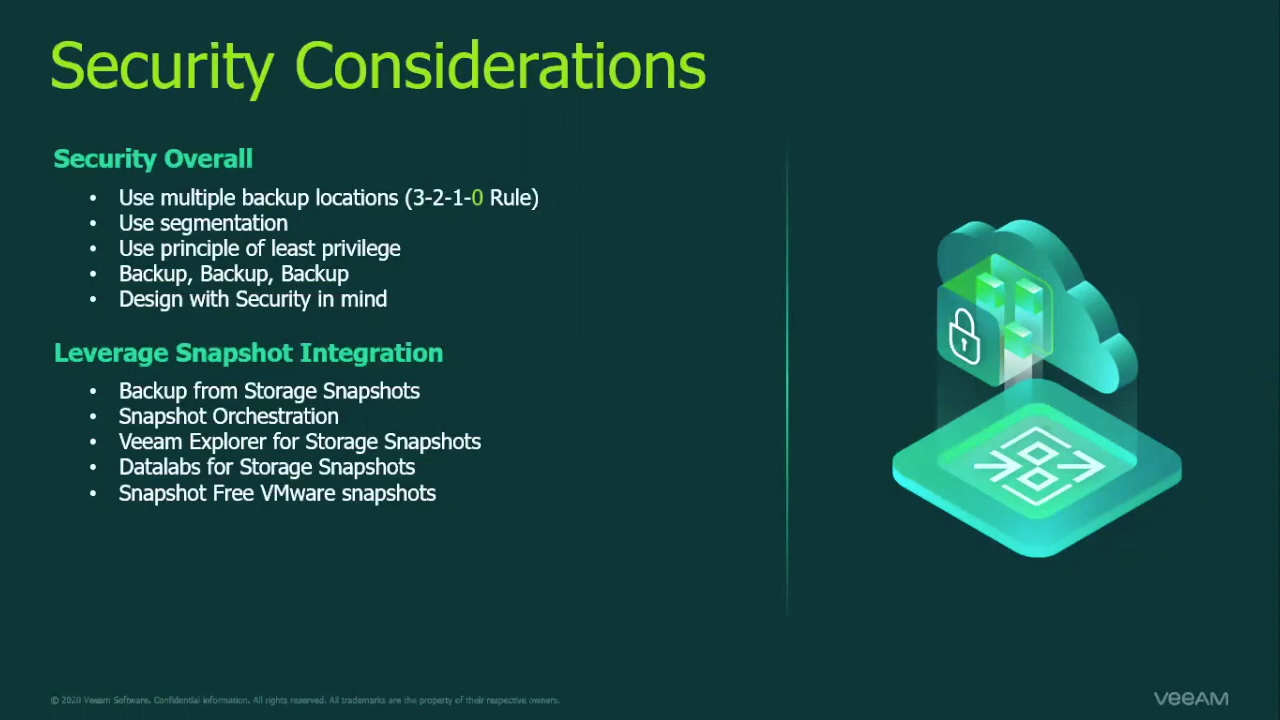 Security Considerations
Security Overall
• Use multiple backup locations (3-2-1-0 Rule)
• Use segmentation
• Use principle of least privilege
• Backup, Backup, Backup
• Design with Security in mind
Leverage Snapshot Integration
• Backup from Storage Snapshots
• Snapshot Orchestration
• Veeam Explorer for Storage Snapshots
• Datalabs for Storage Snapshots
• Snapshot Free VMware snapshots
© 2020 Veeam Software. Confidential information. All rights reserved. All trademarks are the property of their respective owners.
VeeAM